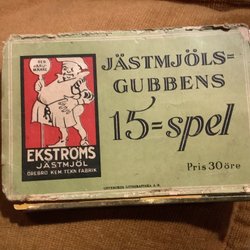 JÄSTMJÖLS=
GUBBENS
15=spel
Pris 30 öre
EKSTRÖMS
JÄSTMJÖL
ÖREBRO KEM. TEKN. FABRIK